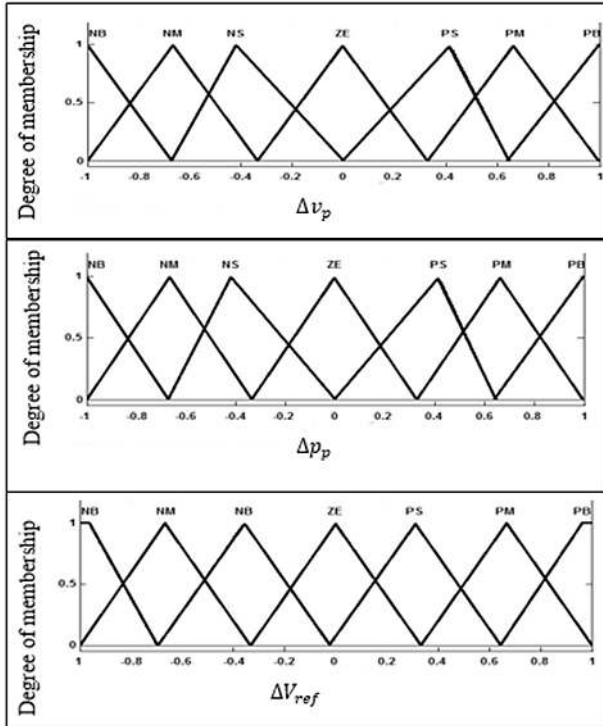 NB NM NS ZE PS PM PB
1
0.5
0
-1 -0.8 -0.6 -0.4 -0.2 0 0.2 0.4 0.6 0.8 1
Degree of membership
Δv_p
NB NM NS ZE PS PM PB
1
0.5
0
-1 -0.8 -0.6 -0.4 -0.2 0 0.2 0.4 0.6 0.8 1
Degree of membership
Δp_p
NB NM NB ZE PS PM PB
1
0.5
0
-1 -0.8 -0.6 -0.4 -0.2 0 0.2 0.4 0.6 0.8 1
Degree of membership
ΔV_ref